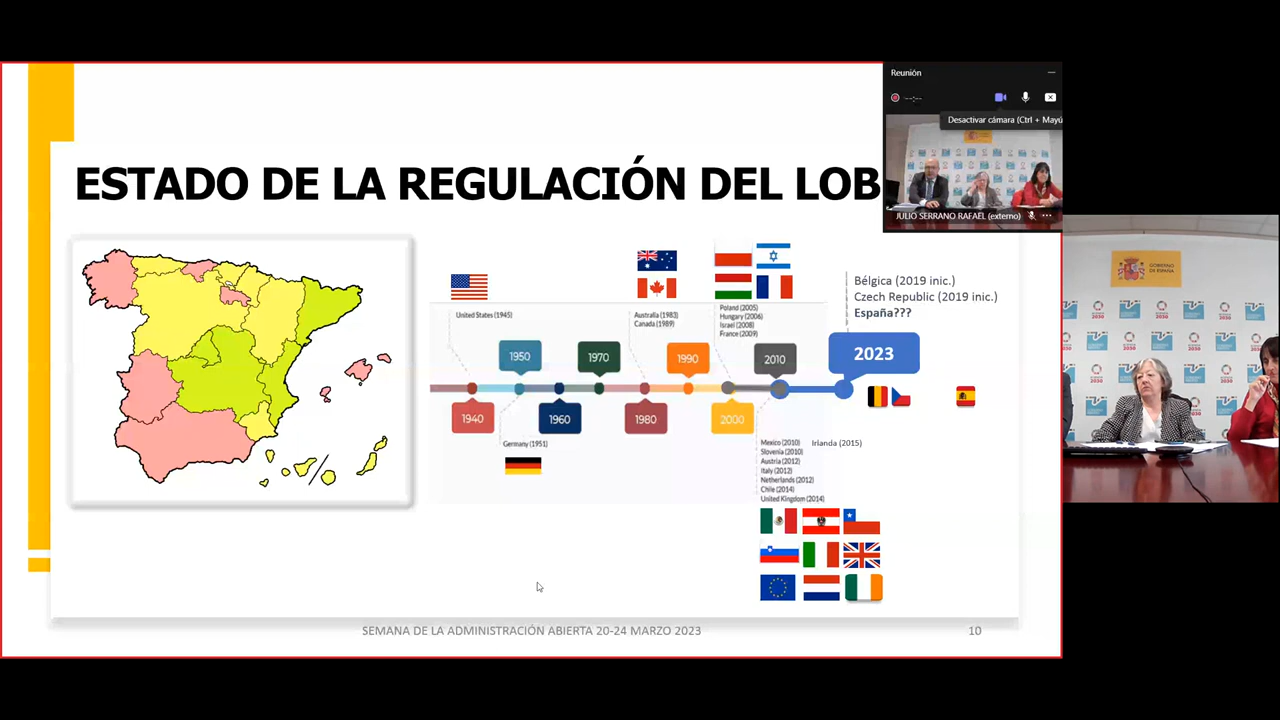 Reunión
Desactivar cámara (Ctrl + Mayú
JULIO SERRANO RAFAEL (externo)
GOBIERNO
DE ESPAÑA
ESTADO DE LA REGULACIÓN DEL LOB
United States (1945)
Australia (1983)
Canada (1989)
Poland (2005)
Hungary (2006)
Israel (2008)
France (2009)
Bélgica (2019 inic.)
Czech Republic (2019 inic.)
España???
1950
1970
1990
2010
2023
1940
1960
1980
2000
Germany (1951)
Mexico (2010)
Slovenia (2010)
Austria (2012)
Italy (2012)
Netherlands (2012)
Chile (2014)
United Kingdom (2014)
Irlanda (2015)
SEMANA DE LA ADMINISTRACIÓN ABIERTA 20-24 MARZO 2023
10